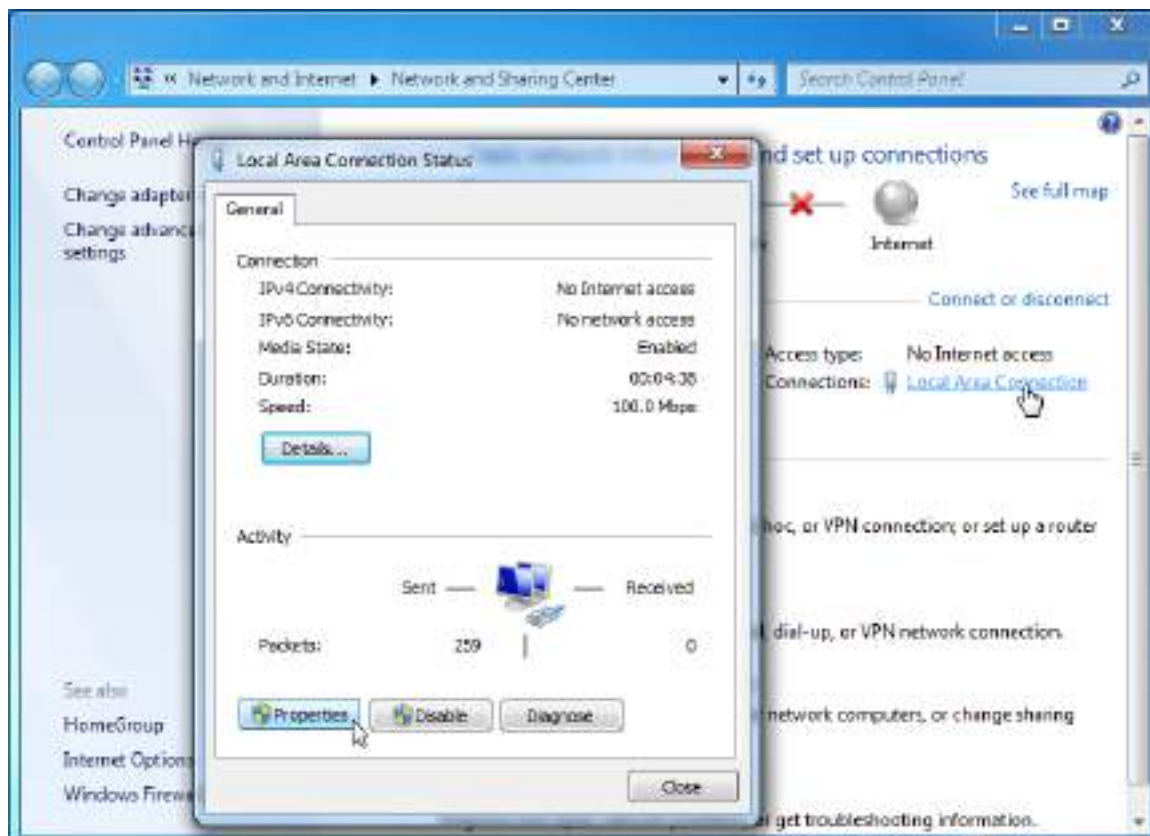 Network and Internet
Network and Sharing Center
Search Control Panel
Control Panel H
Change adapter
Change advanc
settings
See also
HomeGroup
Internet Option
Windows Firew
Local Area Connection Status
General
Connection
IPv4 Connectivity: No Internet access
IPv6 Connectivity: No network access
Media State: Enabled
Duration: 00:04:38
Speed: 100.0 Mbps
Details...
Activity
Sent Received
Packets: 259 0
Properties Disable Diagnose
Close
nd set up connections
See full map
Internet
Connect or disconnect
Access type: No Internet access
Connections: Local Area Connection
hoc, or VPN connection; or set up a router
dial-up, or VPN network connection.
network computers, or change sharing
get troubleshooting information.